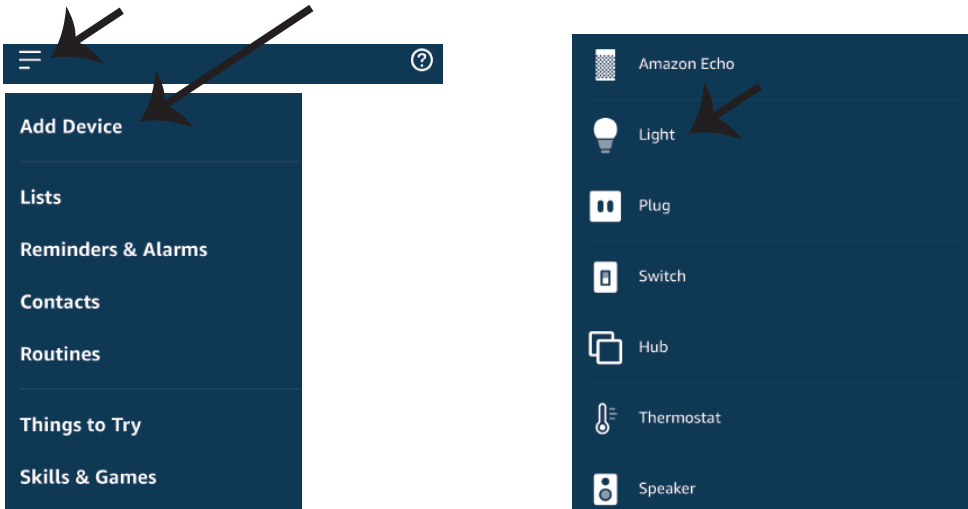 Add Device
Lists
Reminders & Alarms
Contacts
Routines
Things to Try
Skills & Games
Amazon Echo
Light
Plug
Switch
Hub
Thermostat
Speaker